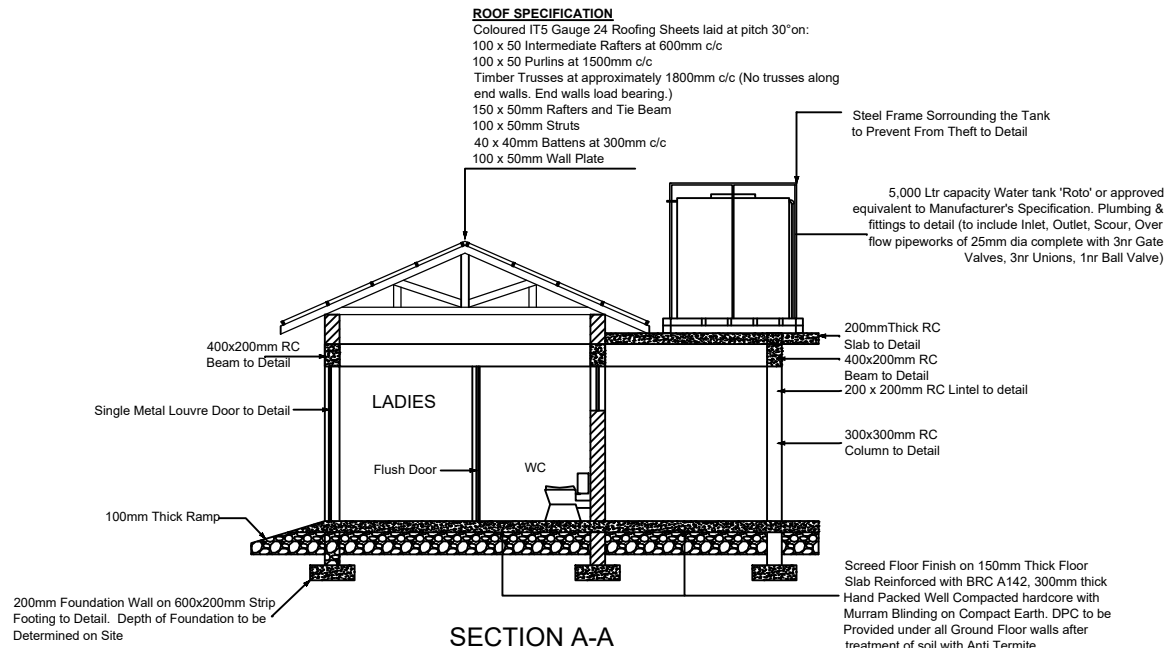 ROOF SPECIFICATION
Coloured IT5 Gauge 24 Roofing Sheets laid at pitch 30°on:
100 x 50 Intermediate Rafters at 600mm c/c
100 x 50 Purlins at 1500mm c/c
Timber Trusses at approximately 1800mm c/c (No trusses along
end walls. End walls load bearing.)
150 x 50mm Rafters and Tie Beam
100 x 50mm Struts
40 x 40mm Battens at 300mm c/c
100 x 50mm Wall Plate
Steel Frame Sorrounding the Tank
to Prevent From Theft to Detail
5,000 Ltr capacity Water tank 'Roto' or approved
equivalent to Manufacturer's Specification. Plumbing &
fittings to detail (to include Inlet, Outlet, Scour, Over
flow pipeworks of 25mm dia complete with 3nr Gate
Valves, 3nr Unions, 1nr Ball Valve)
400x200mm RC
Beam to Detail
200mmThick RC
Slab to Detail
400x200mm RC
Beam to Detail
200 x 200mm RC Lintel to detail
Single Metal Louvre Door to Detail
LADIES
300x300mm RC
Column to Detail
Flush Door
WC
100mm Thick Ramp
200mm Foundation Wall on 600x200mm Strip
Footing to Detail. Depth of Foundation to be
Determined on Site
Screed Floor Finish on 150mm Thick Floor
Slab Reinforced with BRC A142, 300mm thick
Hand Packed Well Compacted hardcore with
Murram Blinding on Compact Earth. DPC to be
Provided under all Ground Floor walls after
treatment of soil with Anti Termite
SECTION A-A